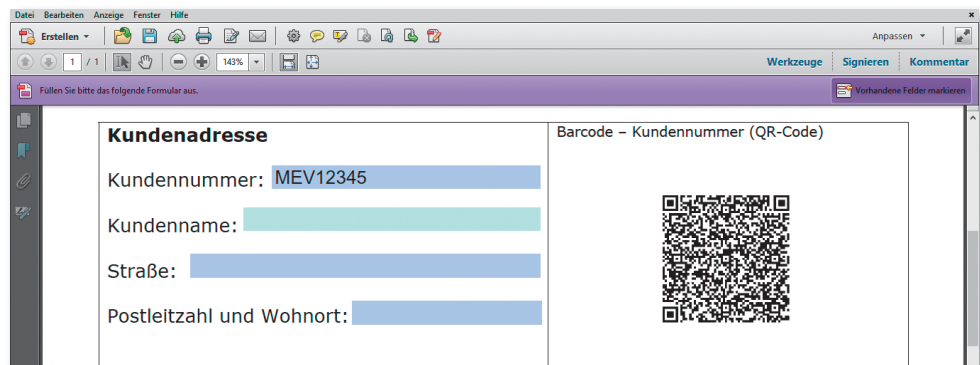 Datei Bearbeiten Anzeige Fenster Hilfe
Erstellen
Anpassen
1 / 1
143%
Werkzeuge Signieren Kommentar
Füllen Sie bitte das folgende Formular aus.
Vorhandene Felder markieren
Kundenadresse
Barcode – Kundennummer (QR-Code)
Kundennummer: MEV12345
Kundenname:
Straße:
Postleitzahl und Wohnort: